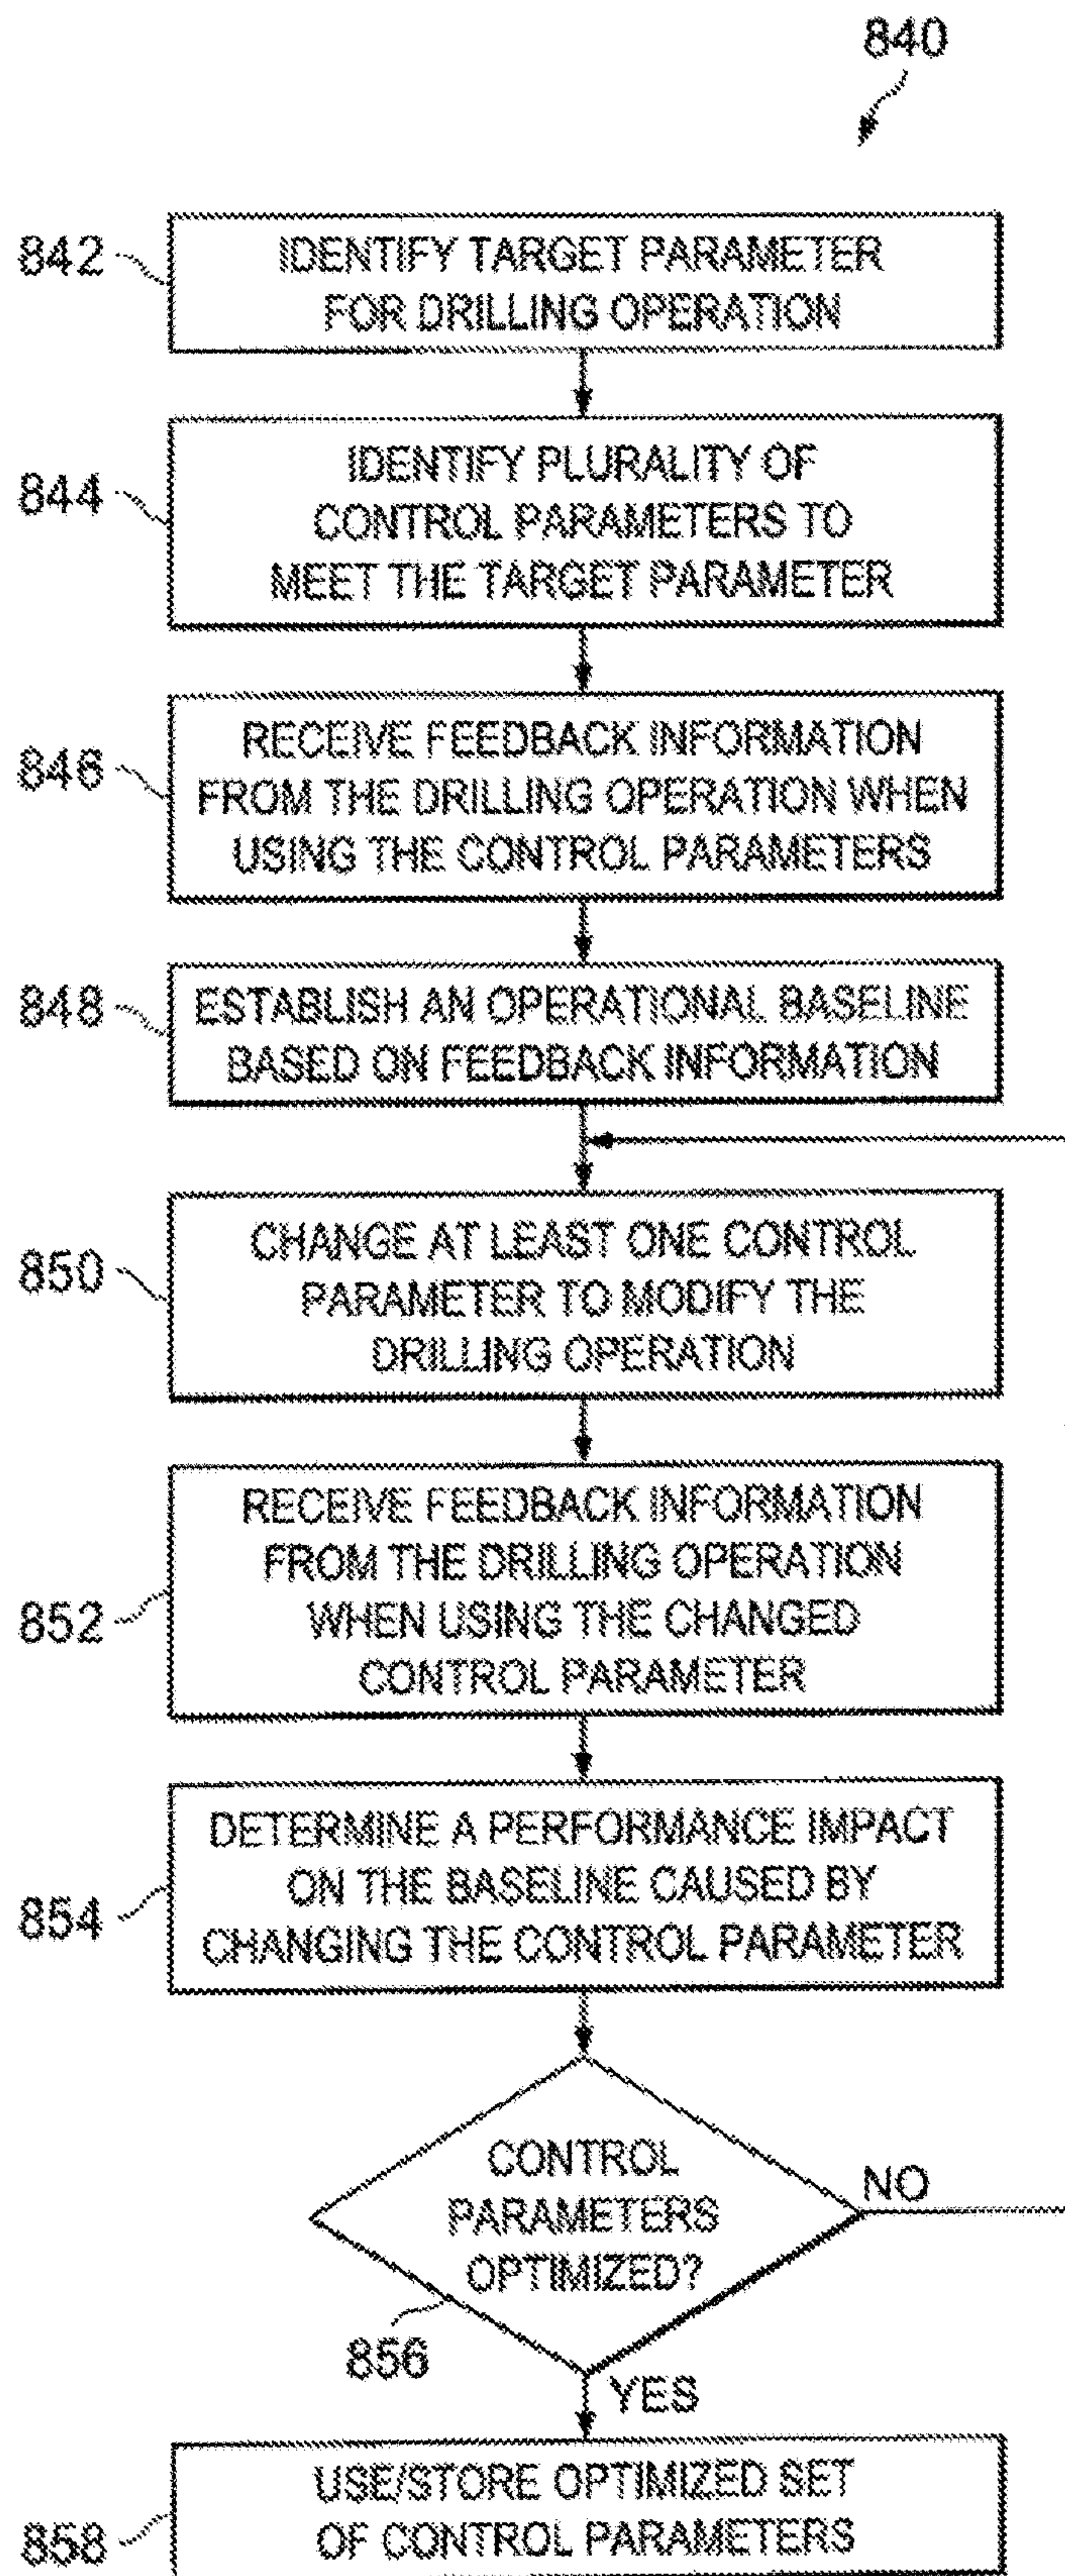 840
842
IDENTIFY TARGET PARAMETER
FOR DRILLING OPERATION
844
IDENTIFY PLURALITY OF
CONTROL PARAMETERS TO
MEET THE TARGET PARAMETER
846
RECEIVE FEEDBACK INFORMATION
FROM THE DRILLING OPERATION WHEN
USING THE CONTROL PARAMETERS
848
ESTABLISH AN OPERATIONAL BASELINE
BASED ON FEEDBACK INFORMATION
850
CHANGE AT LEAST ONE CONTROL
PARAMETER TO MODIFY THE
DRILLING OPERATION
852
RECEIVE FEEDBACK INFORMATION
FROM THE DRILLING OPERATION
WHEN USING THE CHANGED
CONTROL PARAMETER
854
DETERMINE A PERFORMANCE IMPACT
ON THE BASELINE CAUSED BY
CHANGING THE CONTROL PARAMETER
CONTROL
PARAMETERS
OPTIMIZED?
NO
856
YES
858
USE/STORE OPTIMIZED SET
OF CONTROL PARAMETERS